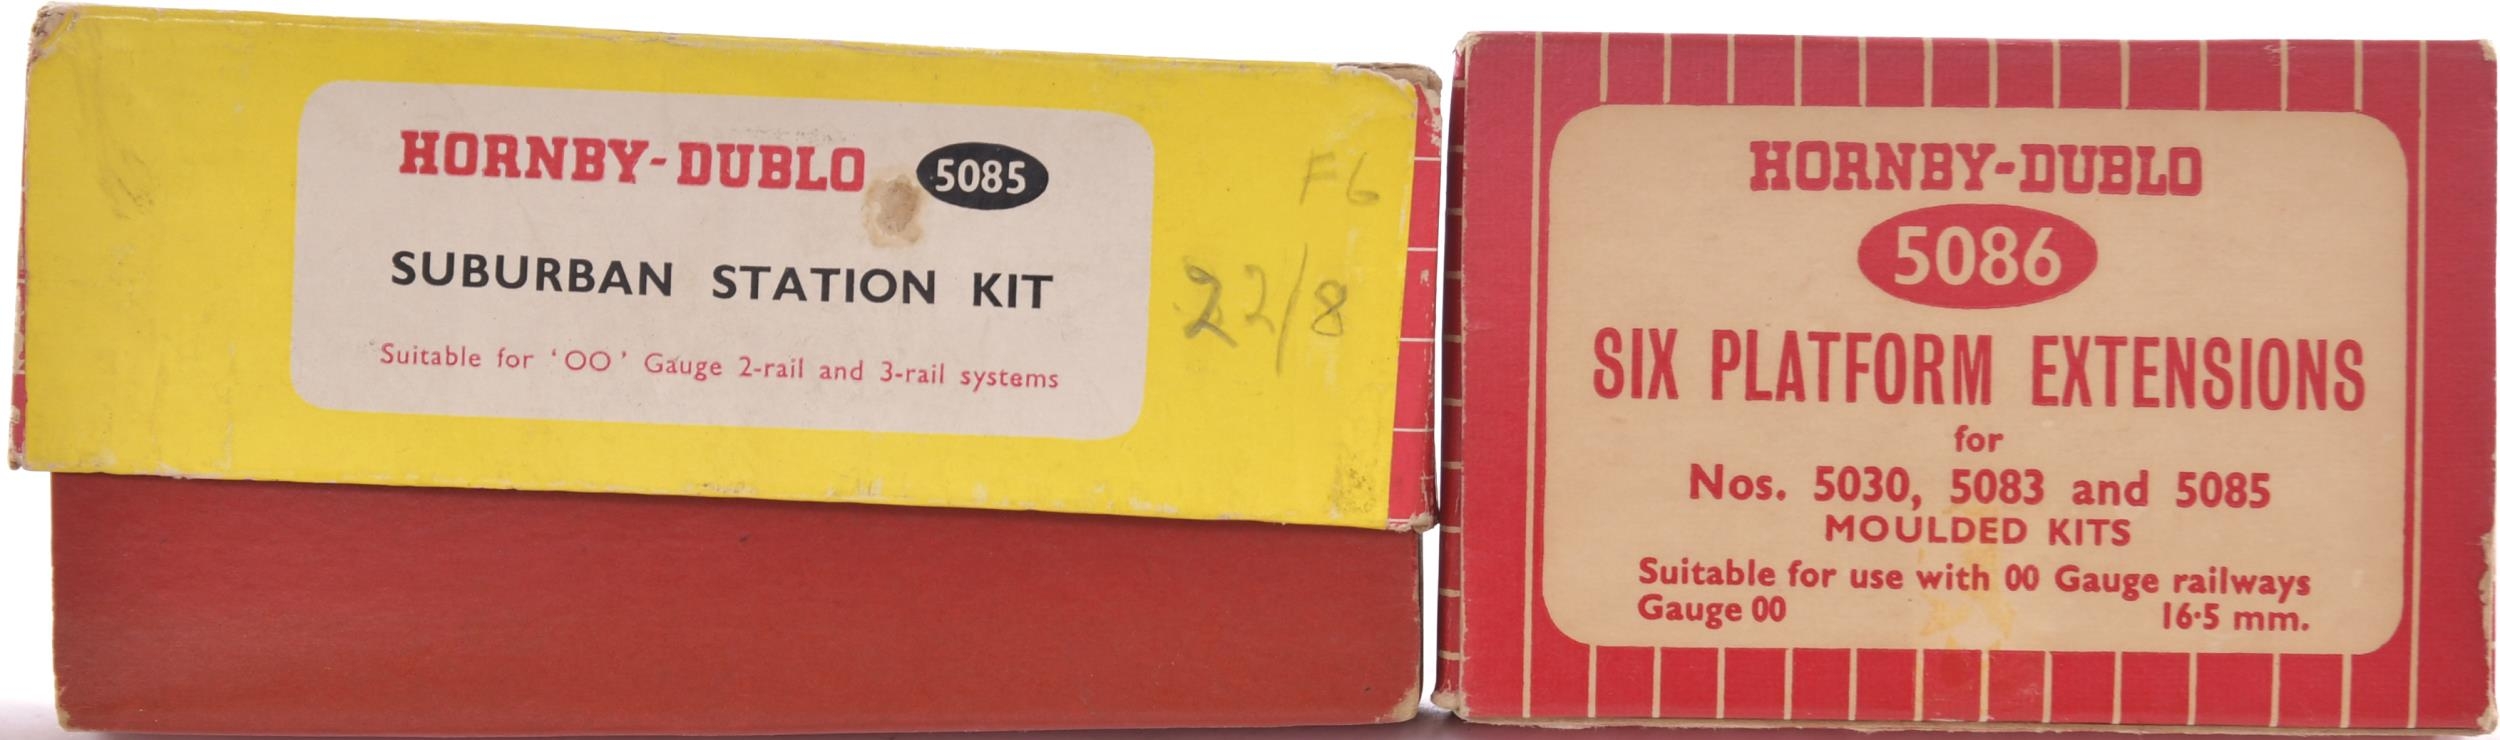 HORNBY-DUBLO 5085
SUBURBAN STATION KIT
Suitable for 'OO' Gauge 2-rail and 3-rail systems
F6
22/8
HORNBY-DUBLO
5086
SIX PLATFORM EXTENSIONS
for
Nos. 5030, 5083 and 5085
MOULDED KITS
Suitable for use with 00 Gauge railways
Gauge 00 16·5 mm.